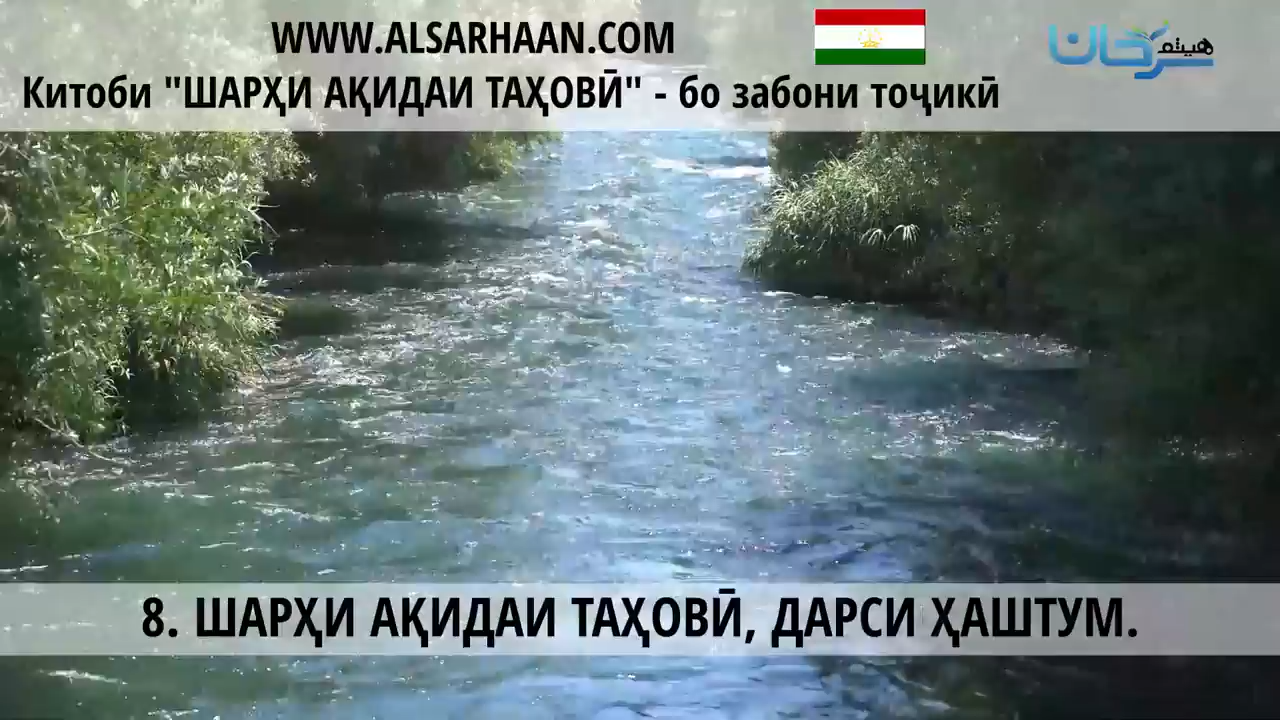 WWW.ALSARHAAN.COM
هيثم سرحان
Китоби "ШАРҲИ АҚИДАИ ТАҲОВӢ" - бо забони тоҷикӣ
8. ШАРҲИ АҚИДАИ ТАҲОВӢ, ДАРСИ ҲАШТУМ.